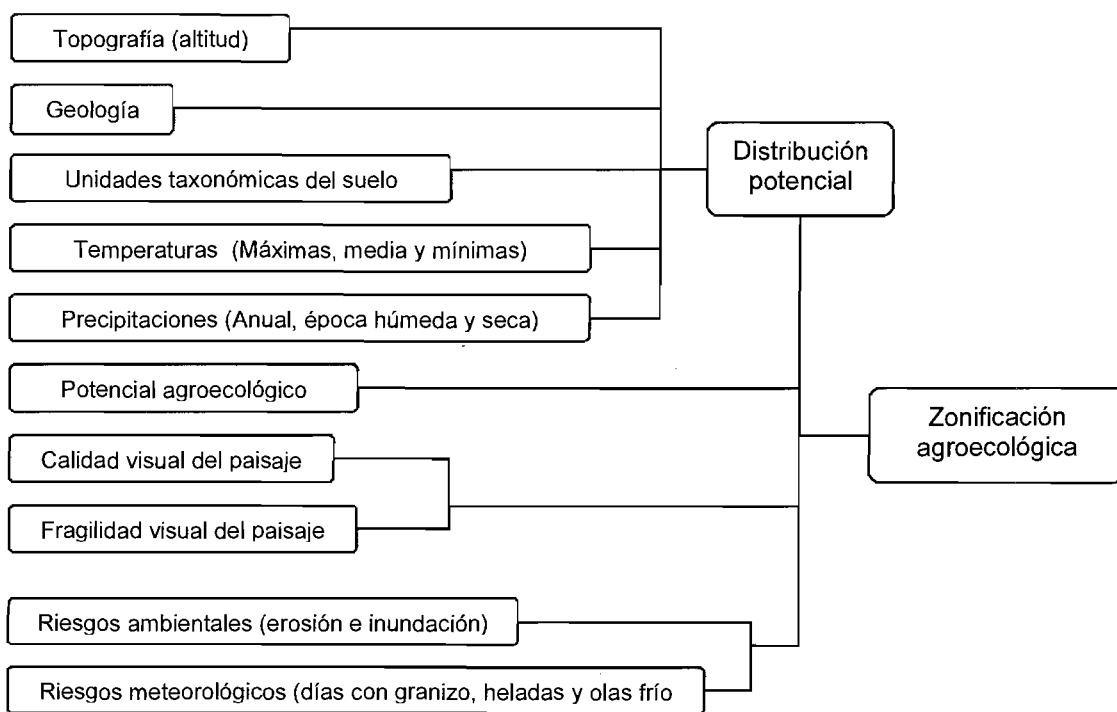 Topografía (altitud)
Geología
Unidades taxonómicas del suelo
Temperaturas (Máximas, media y mínimas)
Precipitaciones (Anual, época húmeda y seca)
Potencial agroecológico
Calidad visual del paisaje
Fragilidad visual del paisaje
Riesgos ambientales (erosión e inundación)
Riesgos meteorológicos (días con granizo, heladas y olas frío
Distribución
potencial
Zonificación
agroecológica